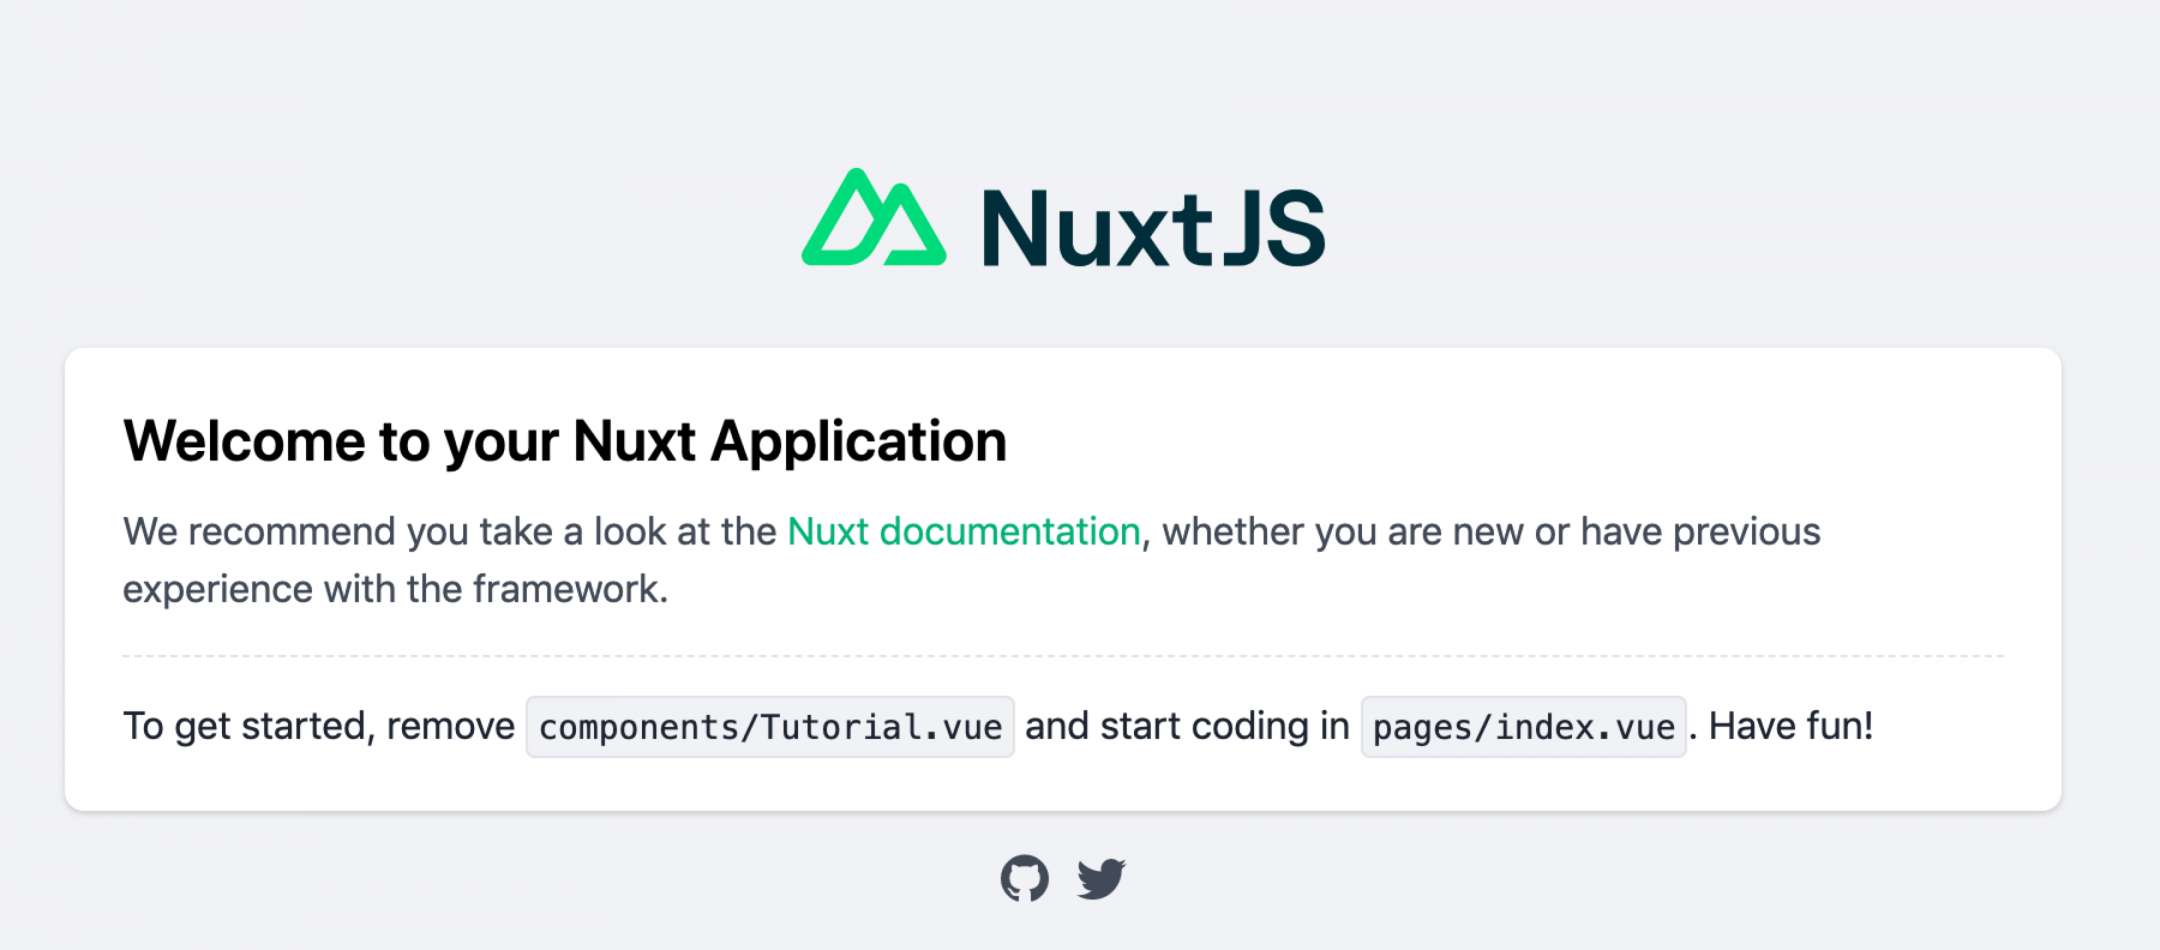 NuxtJS
Welcome to your Nuxt Application
We recommend you take a look at the Nuxt documentation, whether you are new or have previous
experience with the framework.
To get started, remove components/Tutorial.vue and start coding in pages/index.vue. Have fun!